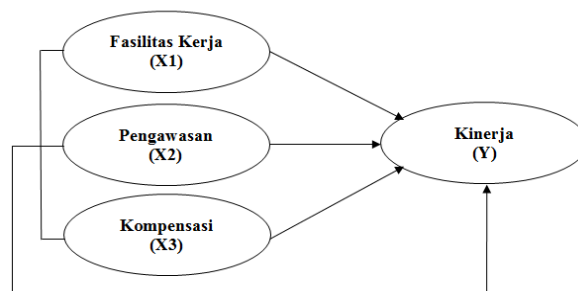 Fasilitas Kerja
(X1)
Pengawasan
(X2)
Kinerja
(Y)
Kompensasi
(X3)